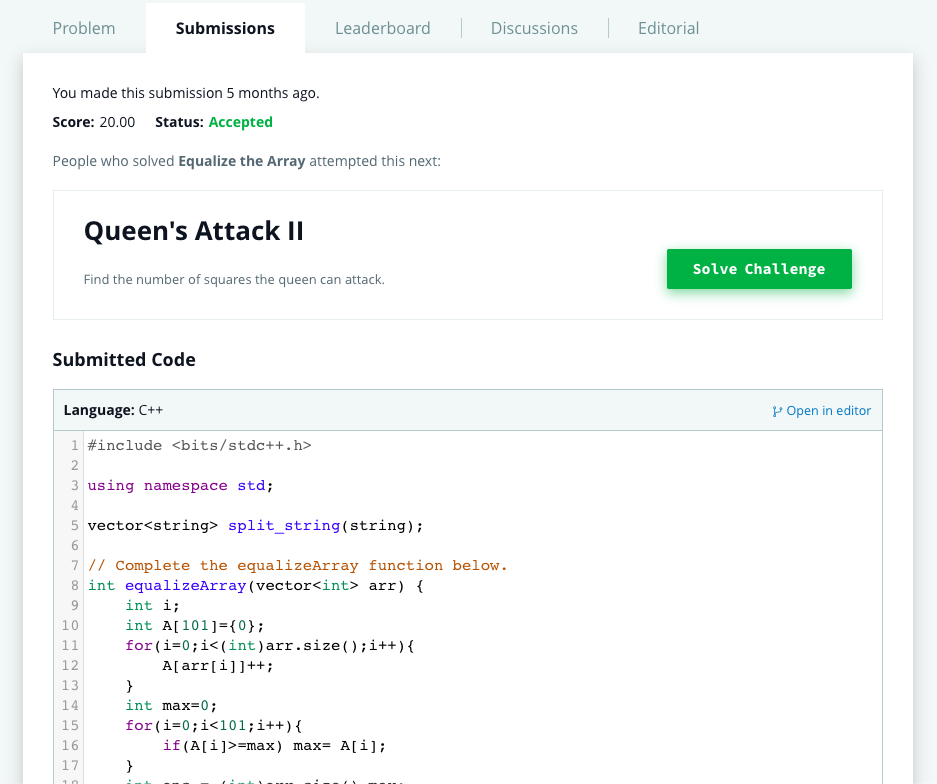 Problem
Submissions
Leaderboard
Discussions
Editorial
You made this submission 5 months ago.
Score: 20.00 Status: Accepted
People who solved Equalize the Array attempted this next:
Queen's Attack II
Find the number of squares the queen can attack.
Solve Challenge
Submitted Code
Language: C++
Open in editor
1 #include <bits/stdc++.h>
2
3 using namespace std;
4
5 vector<string> split_string(string);
6
7 // Complete the equalizeArray function below.
8 int equalizeArray(vector<int> arr) {
9     int i;
10     int A[101]={0};
11     for(i=0;i<(int)arr.size();i++){
12         A[arr[i]]++;
13     }
14     int max=0;
15     for(i=0;i<101;i++){
16         if(A[i]>=max) max= A[i];
17     }